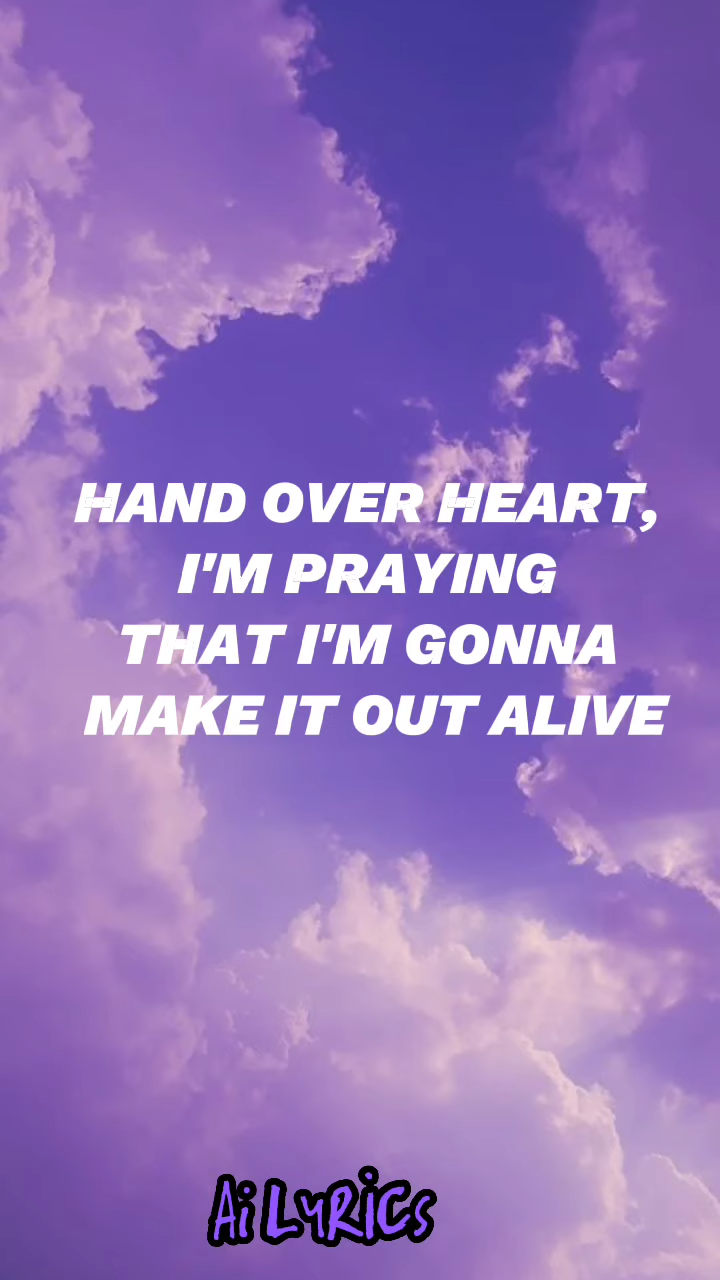 HAND OVER HEART,
I'M PRAYING
THAT I'M GONNA
MAKE IT OUT ALIVE
Ai LYRiCs